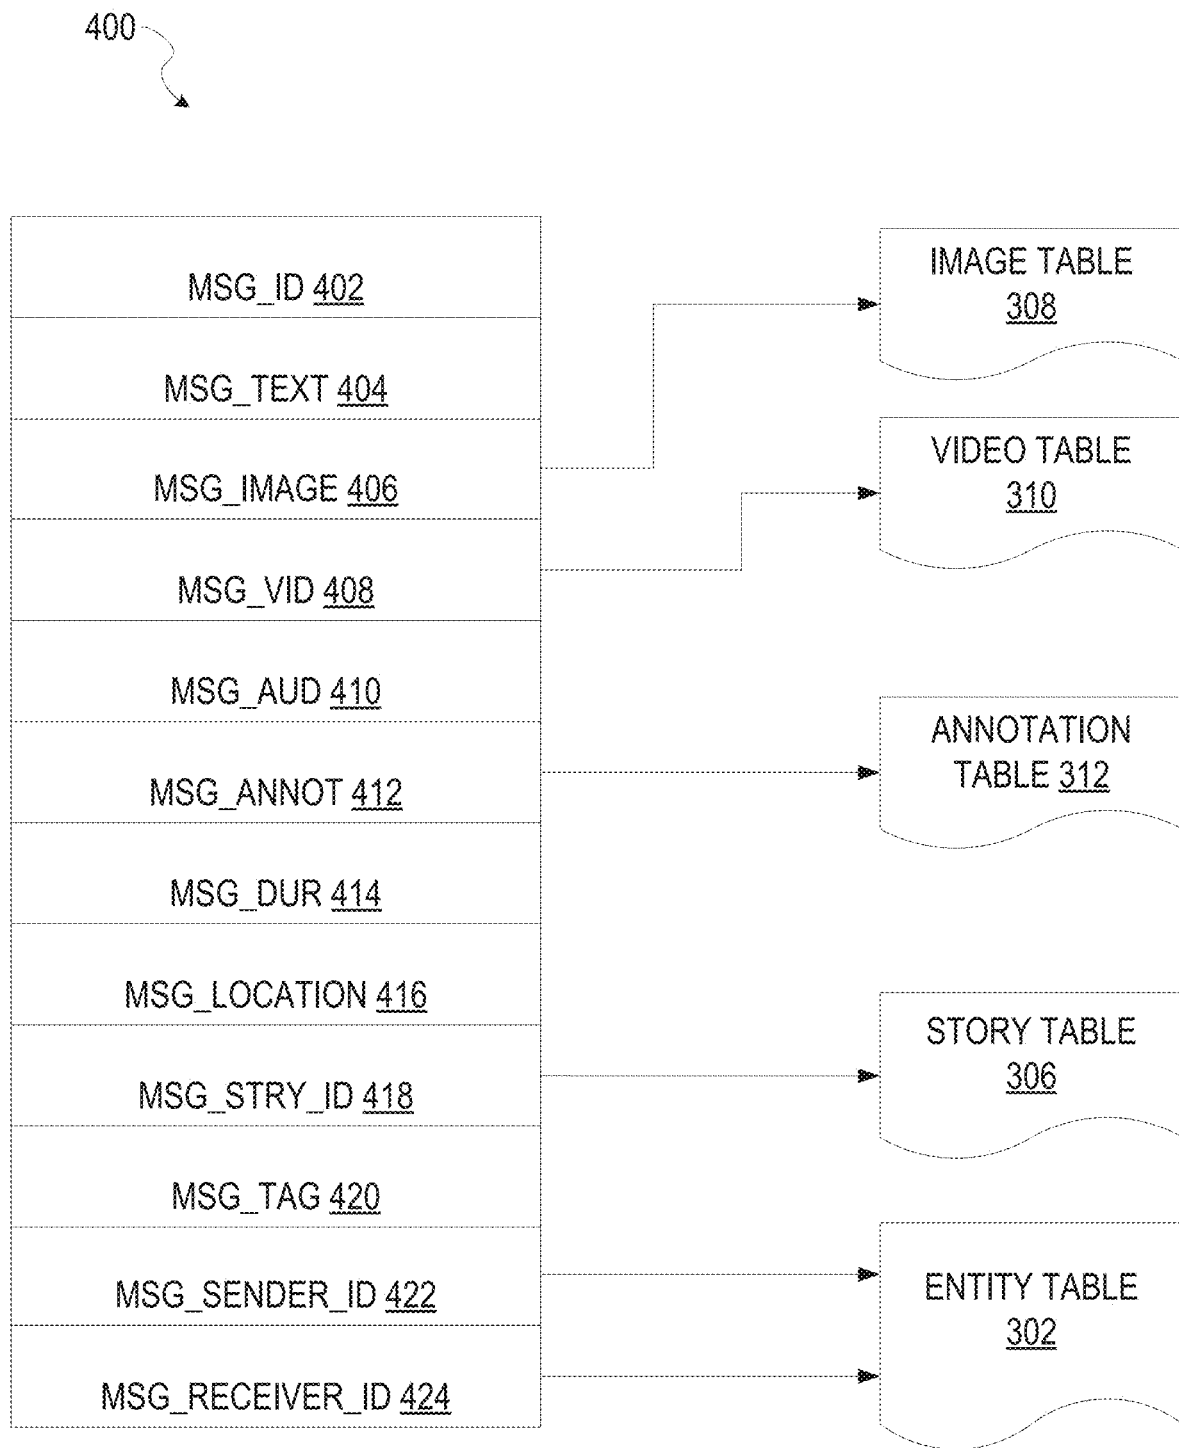 400
MSG_ID 402
MSG_TEXT 404
MSG_IMAGE 406
MSG_VID 408
MSG_AUD 410
MSG_ANNOT 412
MSG_DUR 414
MSG_LOCATION 416
MSG_STRY_ID 418
MSG_TAG 420
MSG_SENDER_ID 422
MSG_RECEIVER_ID 424
IMAGE TABLE
308
VIDEO TABLE
310
ANNOTATION
TABLE 312
STORY TABLE
306
ENTITY TABLE
302